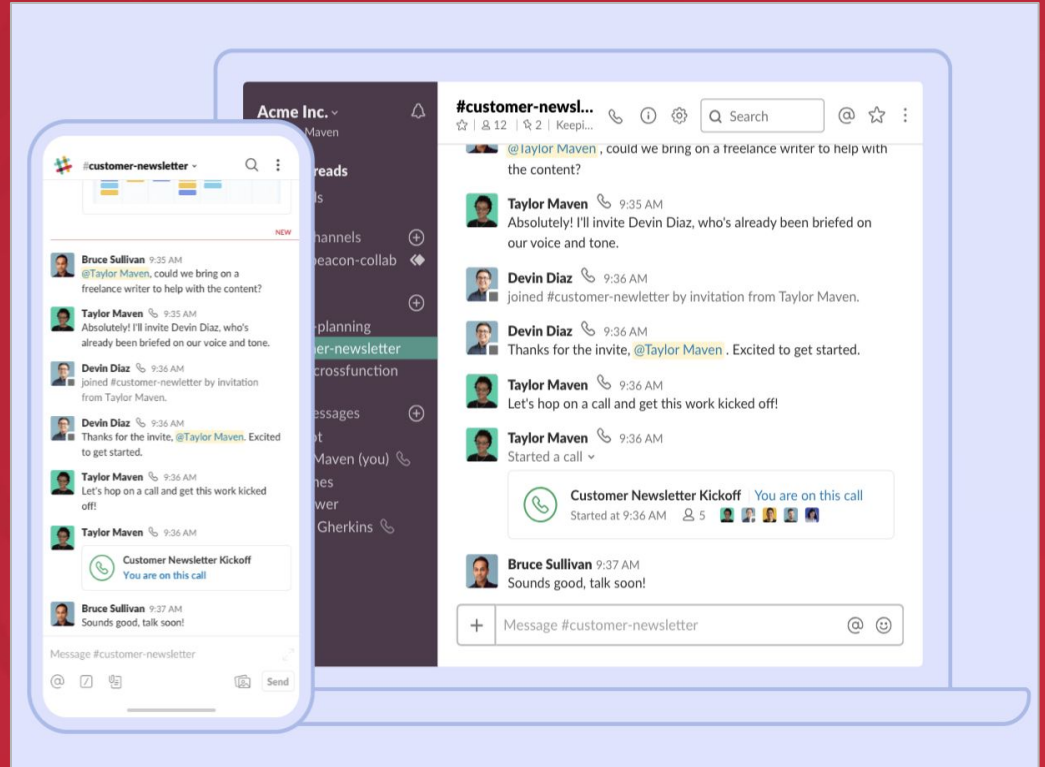 #customer-newsletter
NEW
Bruce Sullivan 9:35 AM
@Taylor Maven, could we bring on a
freelance writer to help with the content?
Taylor Maven 9:35 AM
Absolutely! I'll invite Devin Diaz, who's
already been briefed on our voice and tone.
Devin Diaz 9:36 AM
joined #customer-newletter by invitation
from Taylor Maven.
Devin Diaz 9:36 AM
Thanks for the invite, @Taylor Maven. Excited
to get started.
Taylor Maven 9:36 AM
Let's hop on a call and get this work kicked
off!
Taylor Maven 9:36 AM
Customer Newsletter Kickoff
You are on this call
Bruce Sullivan 9:37 AM
Sounds good, talk soon!
Message #customer-newsletter
Send
Acme Inc.
Maven
reads
ls
hannels
eacon-collab
-planning
er-newsletter
crossfunction
essages
ot
Maven (you)
nes
wer
Gherkins
#customer-newsl...
12 | 2 | Keepi...
Search
@Taylor Maven , could we bring on a freelance writer to help with
the content?
Taylor Maven 9:35 AM
Absolutely! I'll invite Devin Diaz, who's already been briefed on
our voice and tone.
Devin Diaz 9:36 AM
joined #customer-newletter by invitation from Taylor Maven.
Devin Diaz 9:36 AM
Thanks for the invite, @Taylor Maven . Excited to get started.
Taylor Maven 9:36 AM
Let's hop on a call and get this work kicked off!
Taylor Maven 9:36 AM
Started a call
Customer Newsletter Kickoff You are on this call
Started at 9:36 AM 5
Bruce Sullivan 9:37 AM
Sounds good, talk soon!
Message #customer-newsletter